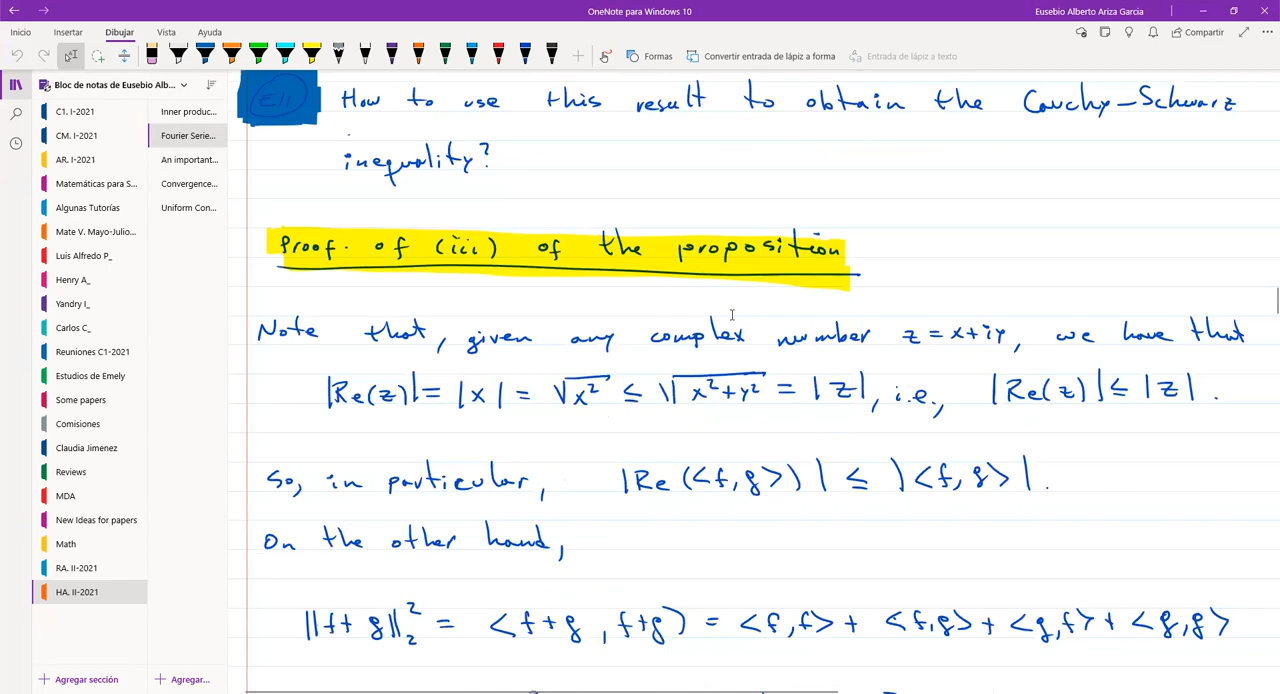 OneNote para Windows 10
Eusebio Alberto Ariza Garcia
Inicio Insertar Dibujar Vista Ayuda
Compartir
Formas Convertir entrada de lápiz a forma Entrada de lápiz a texto
Bloc de notas de Eusebio Alb...
C1. I-2021
CM. I-2021
AR. I-2021
Matemáticas para S...
Algunas Tutorías
Mate V. Mayo-Julio...
Luis Alfredo P_
Henry A_
Yandry I_
Carlos C_
Reuniones C1-2021
Estudios de Emely
Some papers
Comisiones
Claudia Jimenez
Reviews
MDA
New Ideas for papers
Math
RA. II-2021
HA. II-2021
Agregar sección
Inner produc...
Fourier Serie...
An important...
Convergence...
Uniform Con...
Agregar...
E11 How to use this result to obtain the Cauchy-Schwarz
inequality?
Proof. of (iii) of the proposition
Note that, given any complex number z = x+iy, we have that
|Re(z)| = |x| = √x² ≤ √x²+y² = |z|, i.e., |Re(z)| ≤ |z|.
So, in particular, |Re(<f,g>)| ≤ |<f,g>|.
On the other hand,
||f+g||₂² = <f+g, f+g> = <f,f> + <f,g> + <g,f> + <g,g>